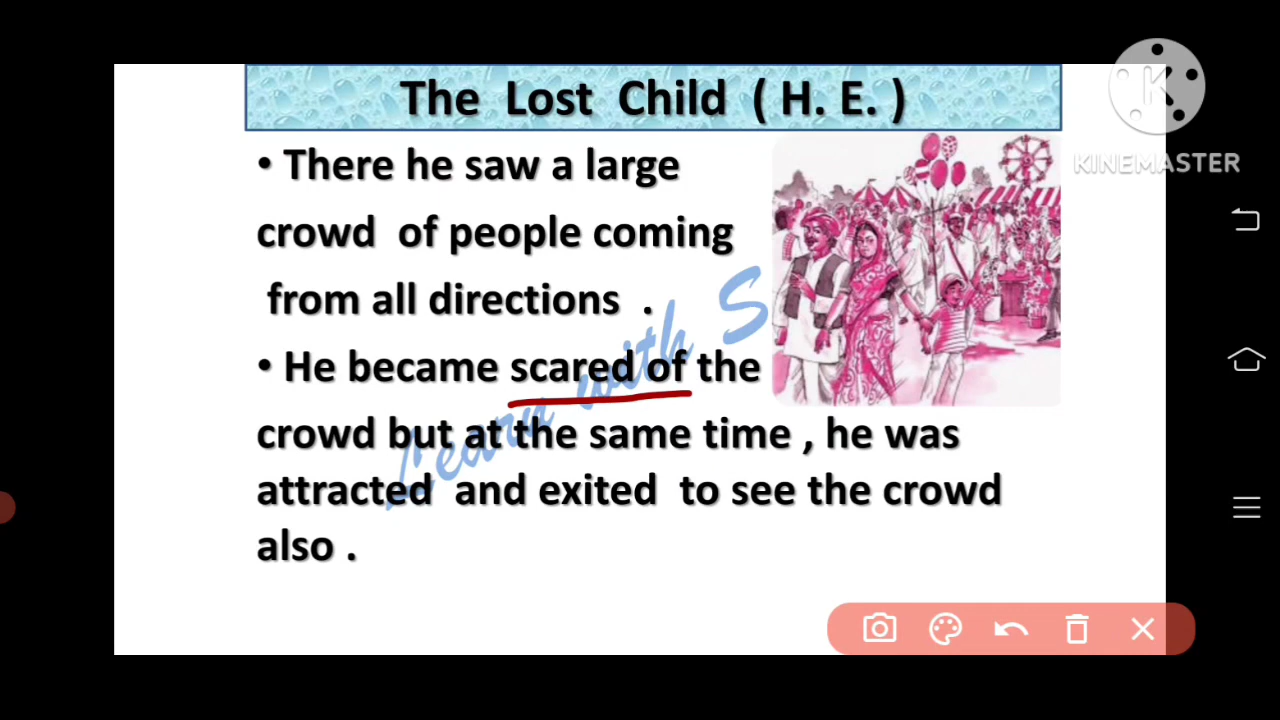 The Lost Child ( H. E. )
KINEMASTER
• There he saw a large
crowd of people coming
from all directions .
• He became scared of the
crowd but at the same time , he was
attracted and exited to see the crowd
also .
Learn with S